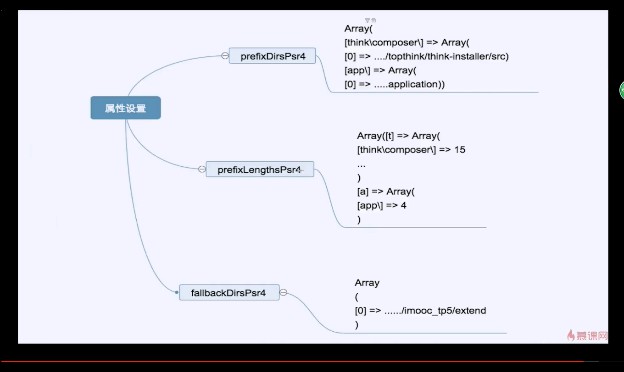 属性设置
prefixDirsPsr4
Array(
[think\composer\] => Array(
[0] => ..../topthink/think-installer/src)
[app\] => Array(
[0] => .....application))
prefixLengthsPsr4
Array([t] => Array(
[think\composer\] => 15
...
)
[a] => Array(
[app\] => 4
)
fallbackDirsPsr4
Array
(
[0] => ....../imooc_tp5/extend
)
慕课网